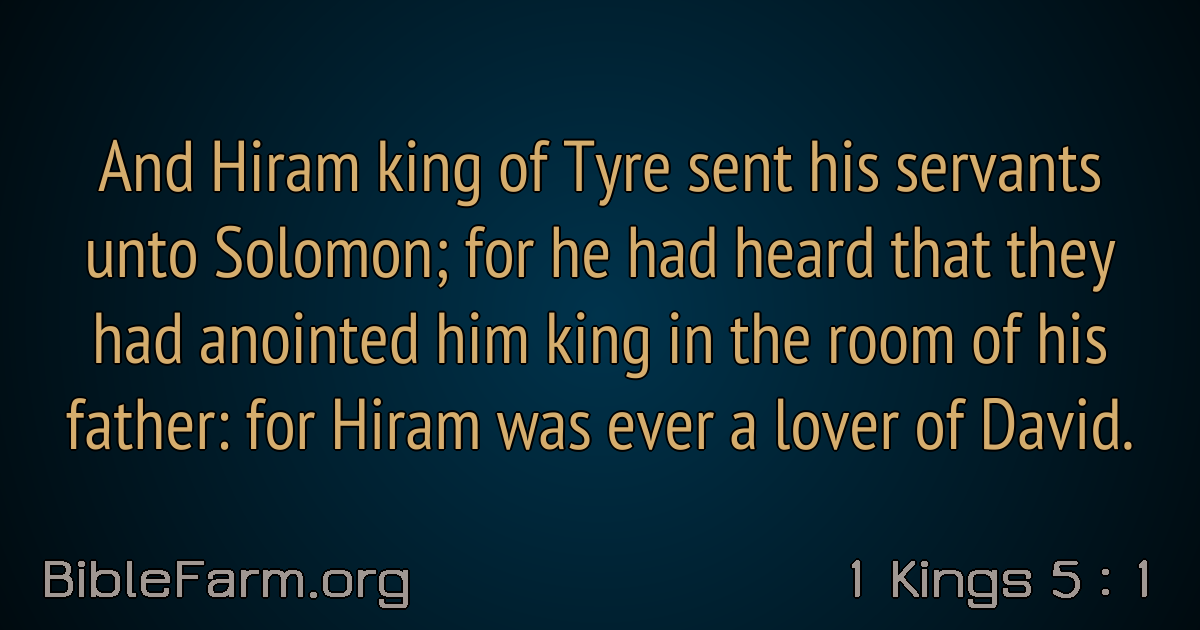 And Hiram king of Tyre sent his servants
unto Solomon; for he had heard that they
had anointed him king in the room of his
father: for Hiram was ever a lover of David.
BibleFarm.org
1 Kings 5 : 1